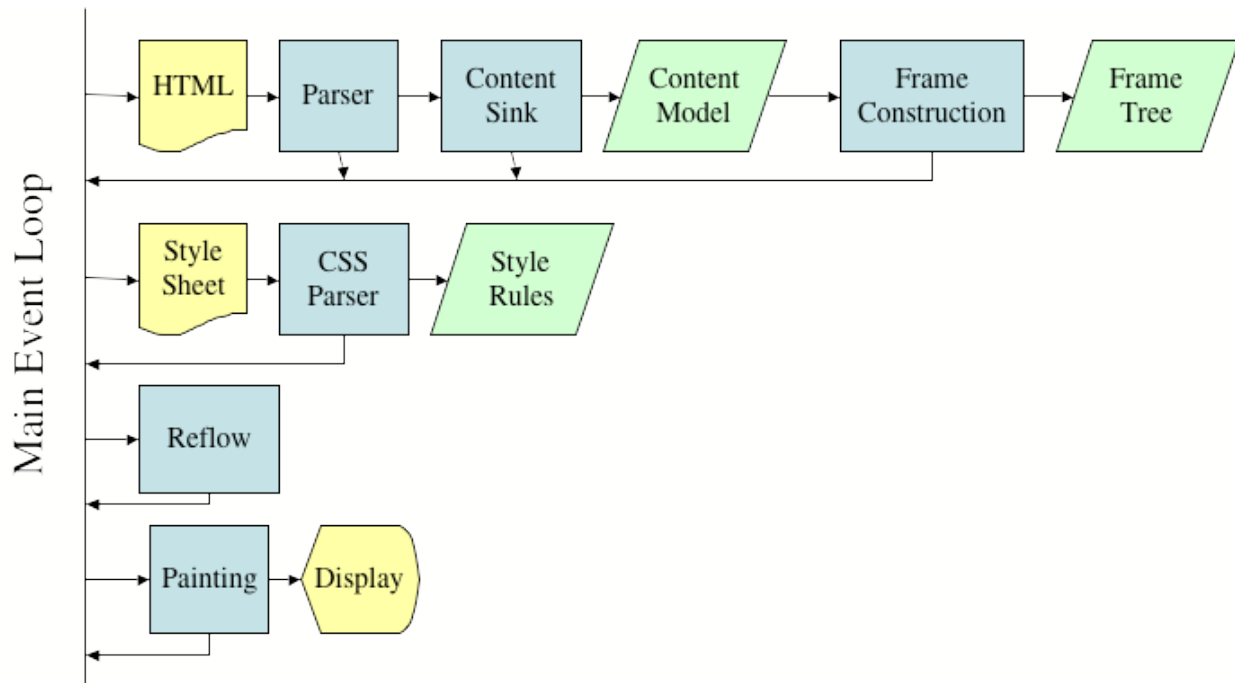 Main Event Loop
HTML
Parser
Content
Sink
Content
Model
Frame
Construction
Frame
Tree
Style
Sheet
CSS
Parser
Style
Rules
Reflow
Painting
Display